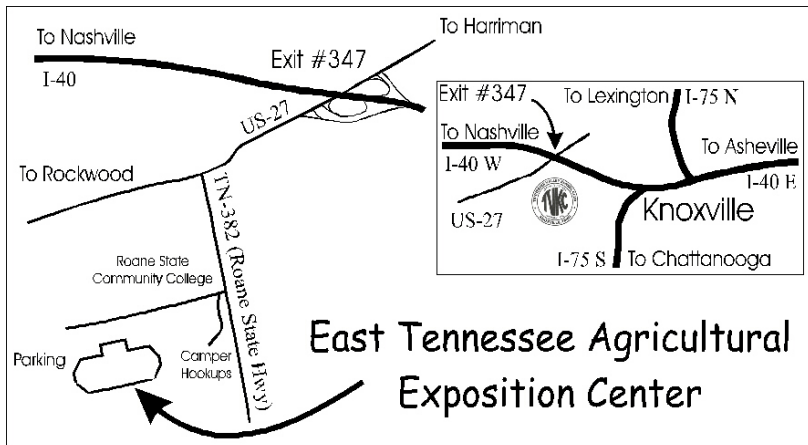 To Nashville
I-40
Exit #347
To Harriman
US-27
To Rockwood
TN-382 (Roane State Hwy)
Roane State
Community College
Parking
Camper
Hookups
Exit #347
To Lexington
I-75 N
To Nashville
I-40 W
To Asheville
I-40 E
US-27
TVKC
Knoxville
I-75 S
To Chattanooga
East Tennessee Agricultural
Exposition Center